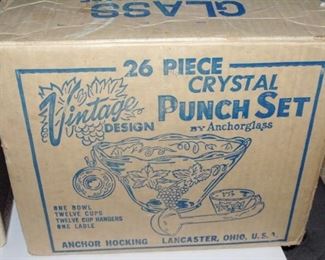 GLASS
26 PIECE
CRYSTAL
Vintage
DESIGN
PUNCH SET
BY Anchorglass
ONE BOWL
TWELVE CUPS
TWELVE CUP HANGERS
ONE LADLE
ANCHOR HOCKING LANCASTER, OHIO, U.S.A.